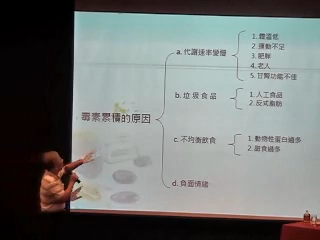 a. 代謝速率變慢
1. 體溫低
2. 運動不足
3. 肥胖
4. 老人
5. 甘腎功能不佳
毒素累積的原因
b. 垃圾食品
1. 人工食品
2. 反式脂肪
c. 不均衡飲食
1. 動物性蛋白過多
2. 甜食過多
d. 負面情緒